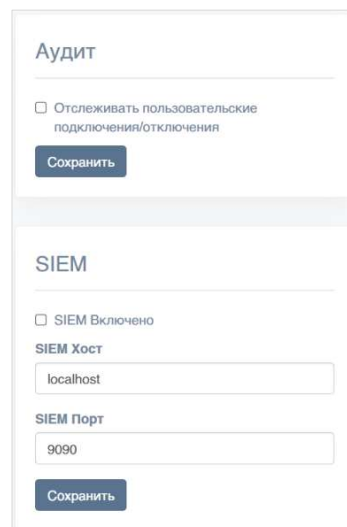 Аудит
Отслеживать пользовательские
подключения/отключения
Сохранить
SIEM
SIEM Включено
SIEM Хост
localhost
SIEM Порт
9090
Сохранить